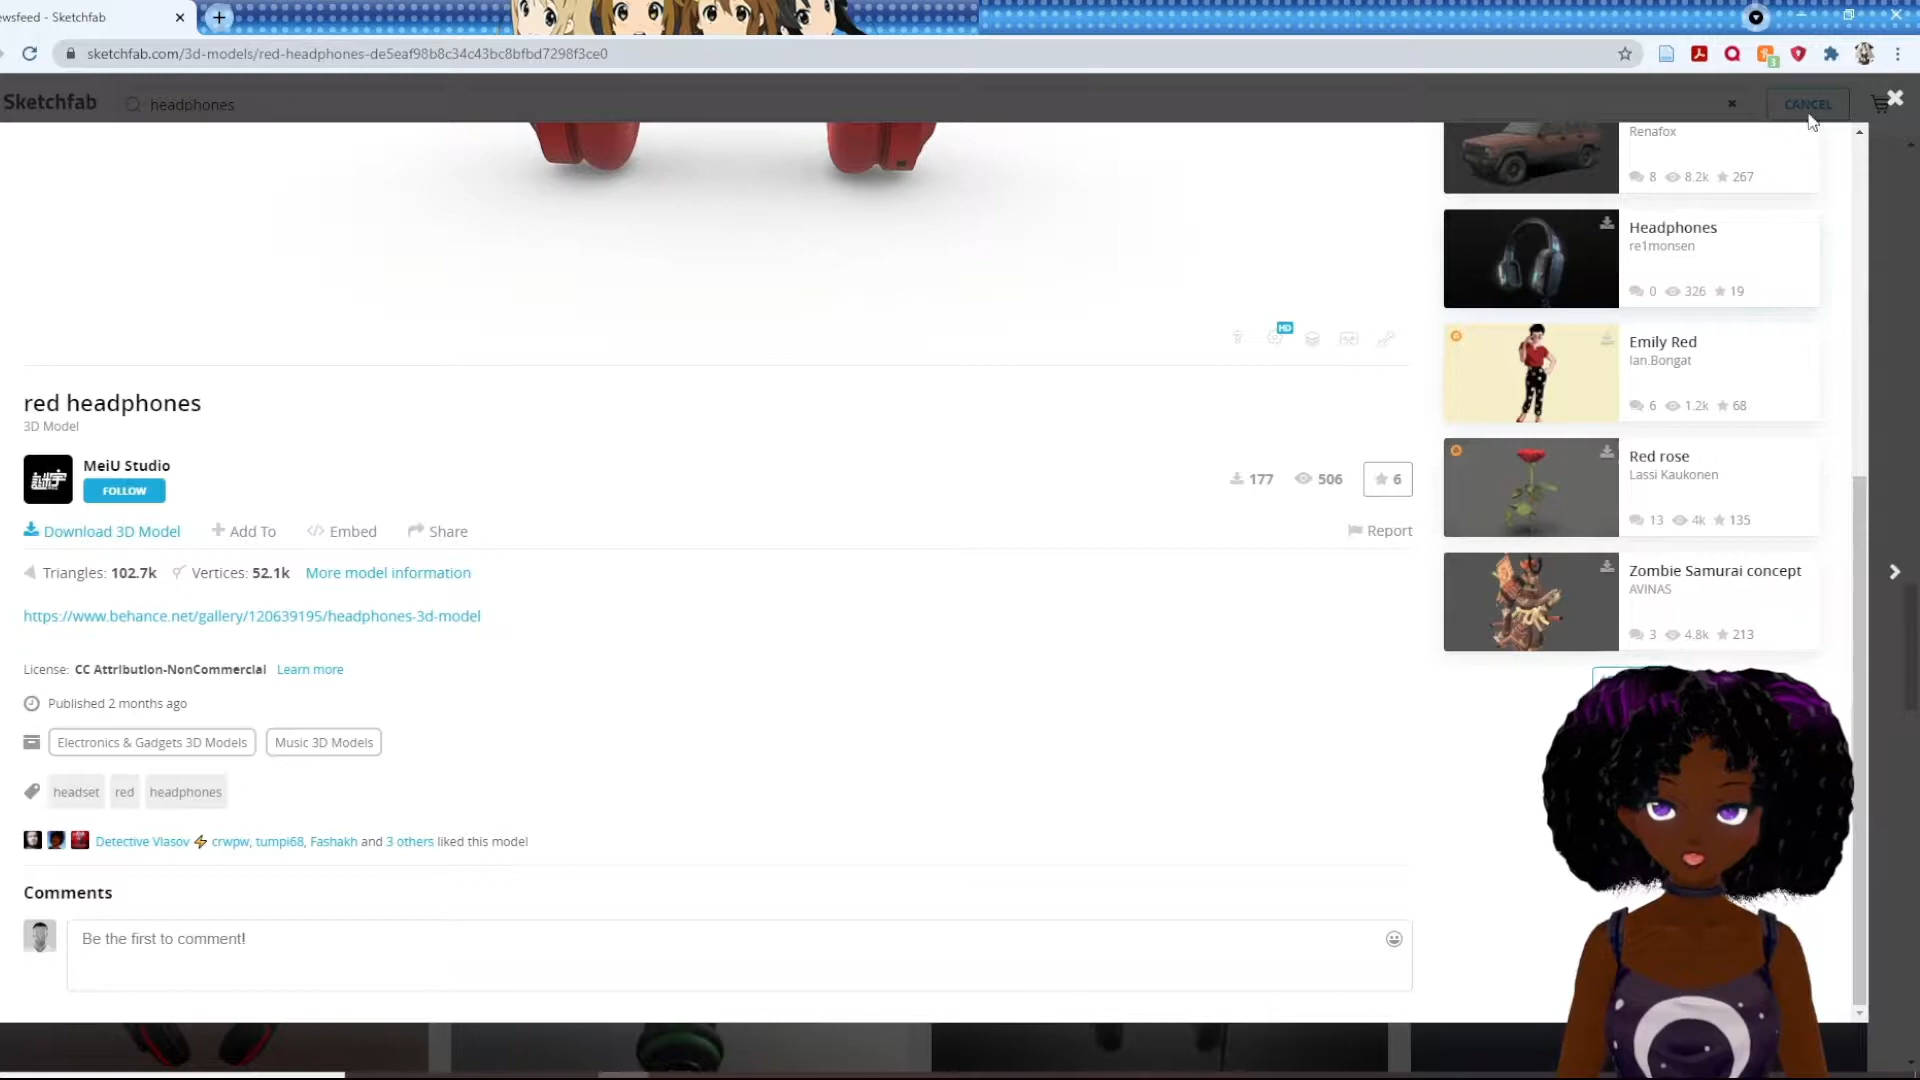 ewsfeed - Sketchfab
sketchfab.com/3d-models/red-headphones-de5eaf98b8c34c43bc8bfbd7298f3ce0
3
Sketchfab
headphones
CANCEL
Renafox
8 8.2k 267
Headphones
re1monsen
0 326 19
HD
Emily Red
Ian.Bongat
6 1.2k 68
red headphones
3D Model
MeiU Studio
FOLLOW
177 506 6
Red rose
Lassi Kaukonen
13 4k 135
Download 3D Model Add To </> Embed Share Report
Triangles: 102.7k Vertices: 52.1k More model information
Zombie Samurai concept
AVINAS
3 4.8k 213
https://www.behance.net/gallery/120639195/headphones-3d-model
License: CC Attribution-NonCommercial Learn more
Published 2 months ago
Electronics & Gadgets 3D Models Music 3D Models
headset red headphones
Detective Vlasov ⚡ crwpw, tumpi68, Fashakh and 3 others liked this model
Comments
Be the first to comment!